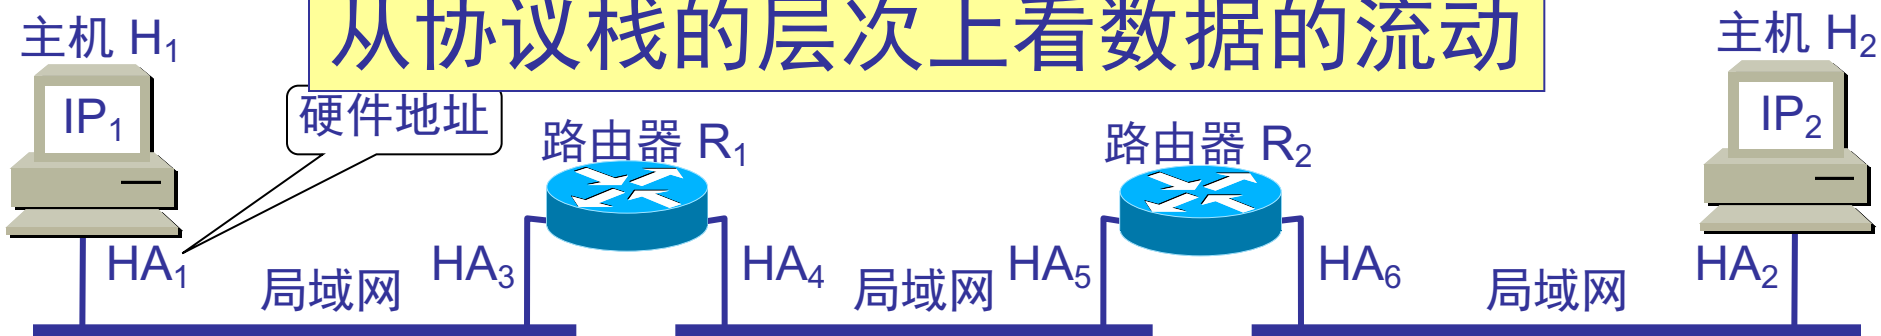 从协议栈的层次上看数据的流动
主机 H₁
主机 H₂
IP₁
硬件地址
路由器 R₁
路由器 R₂
IP₂
HA₁
局域网
HA₃
HA₄
局域网
HA₅
HA₆
局域网
HA₂